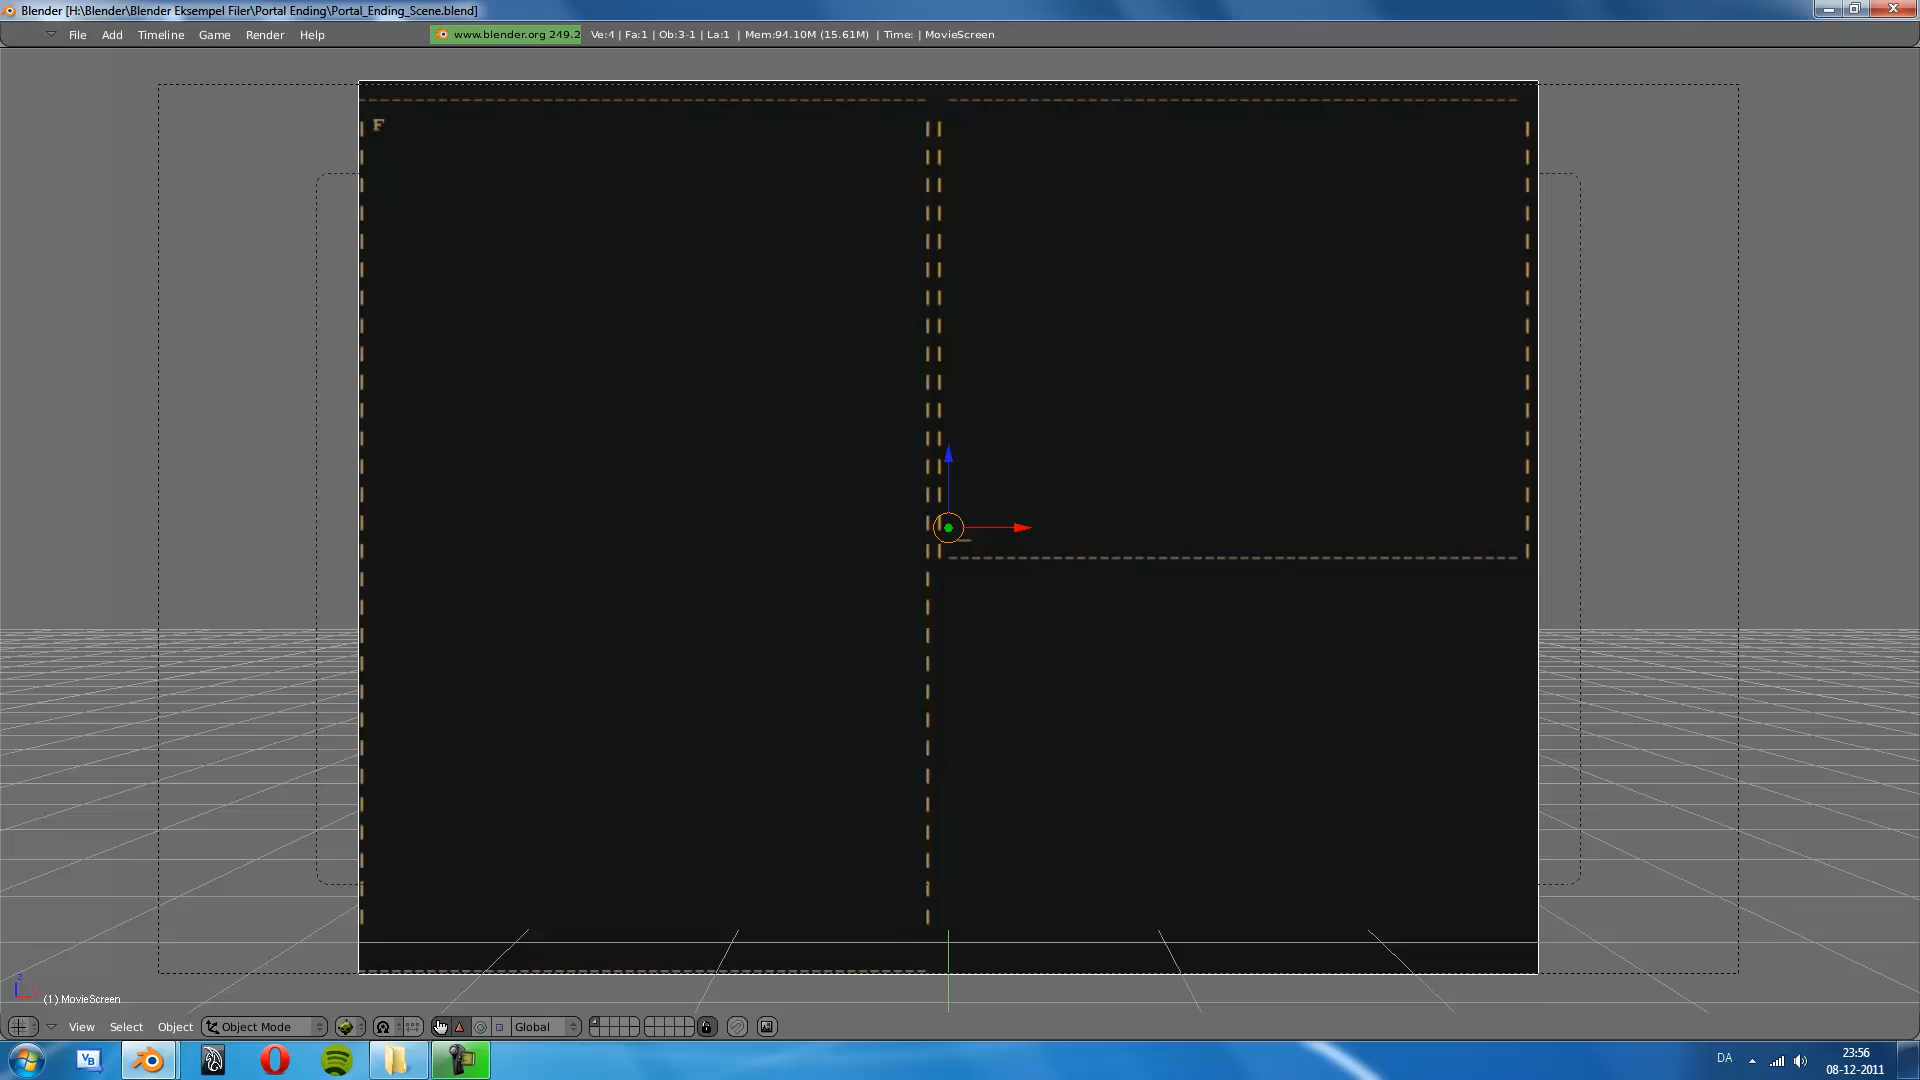 Blender [H:\Blender\Blender Eksempel Filer\Portal Ending\Portal_Ending_Scene.blend]
File Add Timeline Game Render Help www.blender.org 249.2 Ve:4 | Fa:1 | Ob:3-1 | La:1 | Mem:94.10M (15.61M) | Time: | MovieScreen
F
(1) MovieScreen
View Select Object Object Mode Global
VB DA 23:56
08-12-2011